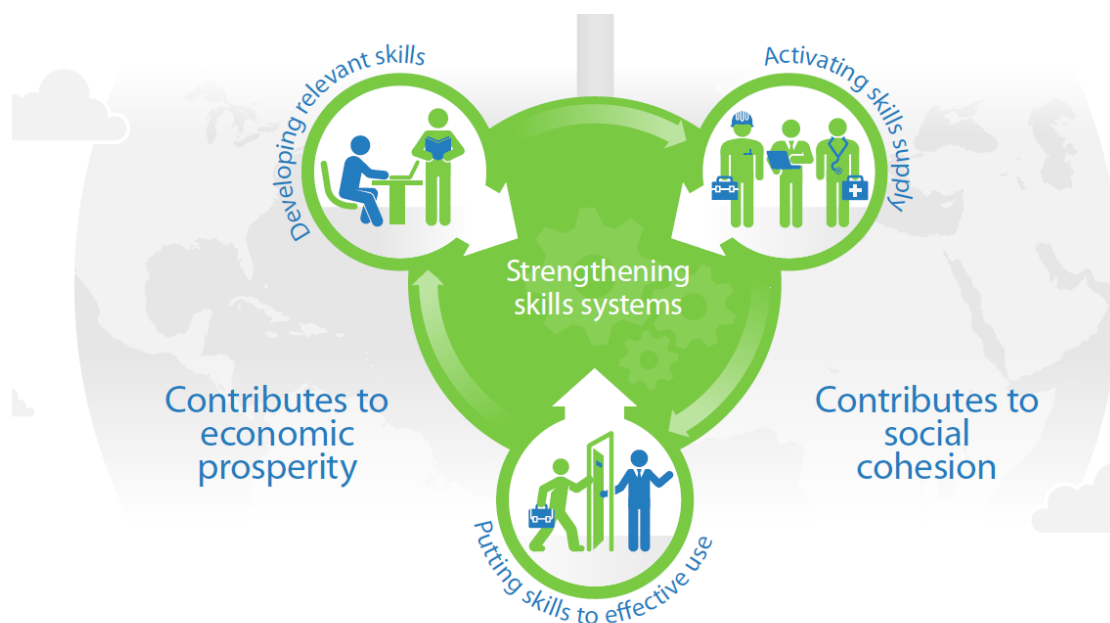 Developing relevant skills
Activating skills supply
Strengthening
skills systems
Contributes to
economic
prosperity
Contributes to
social
cohesion
Putting skills to effective use